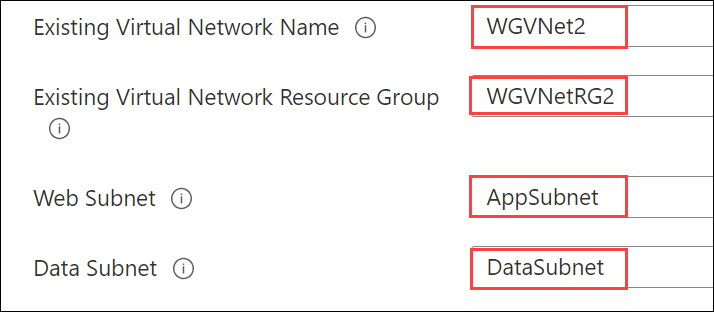 Existing Virtual Network Name
WGVNet2
Existing Virtual Network Resource Group
WGVNetRG2
Web Subnet
AppSubnet
Data Subnet
DataSubnet